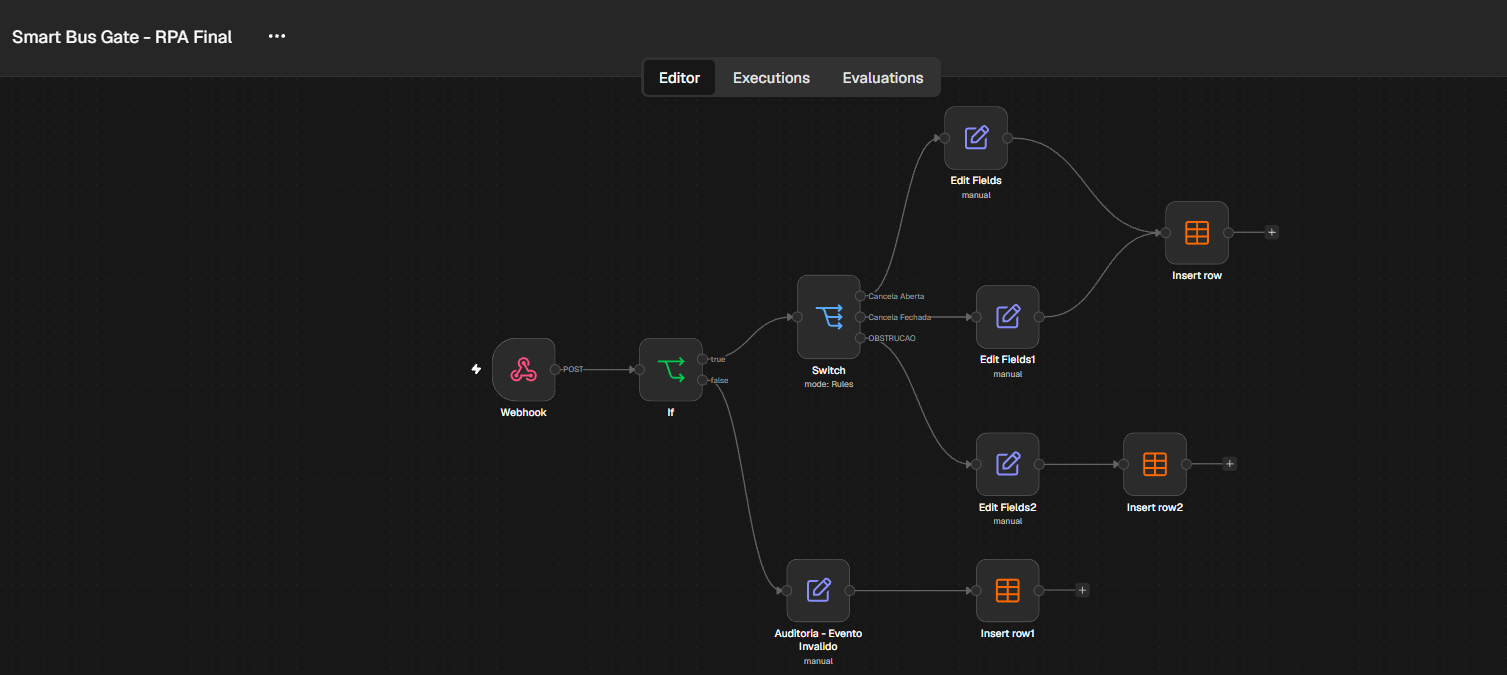 Smart Bus Gate - RPA Final
Editor
Executions
Evaluations
Edit Fields
manual
Insert row
Cancela Aberta
Cancela Fechada
OBSTRUCAO
Switch
mode: Rules
Edit Fields1
manual
POST
Webhook
true
false
If
Edit Fields2
manual
Insert row2
Auditoria - Evento
Invalido
manual
Insert row1